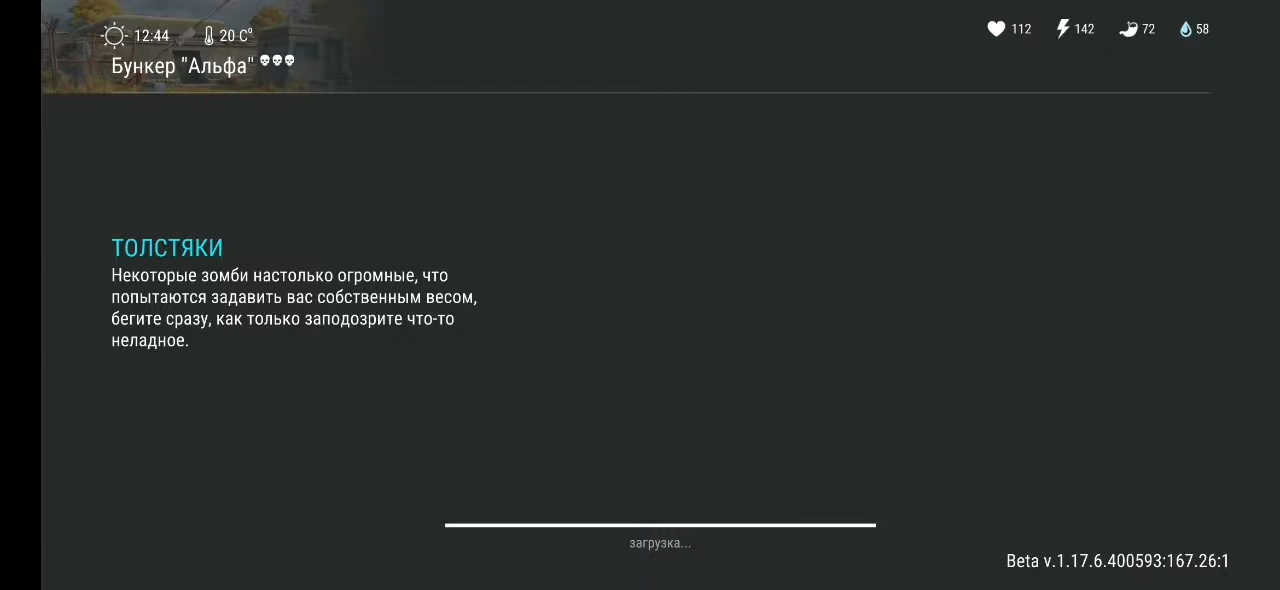 12:44 20 Cº
112 142 72 58
Бункер "Альфа"
ТОЛСТЯКИ
Некоторые зомби настолько огромные, что
попытаются задавить вас собственным весом,
бегите сразу, как только заподозрите что-то
неладное.
загрузка...
Beta v.1.17.6.400593:167.26:1